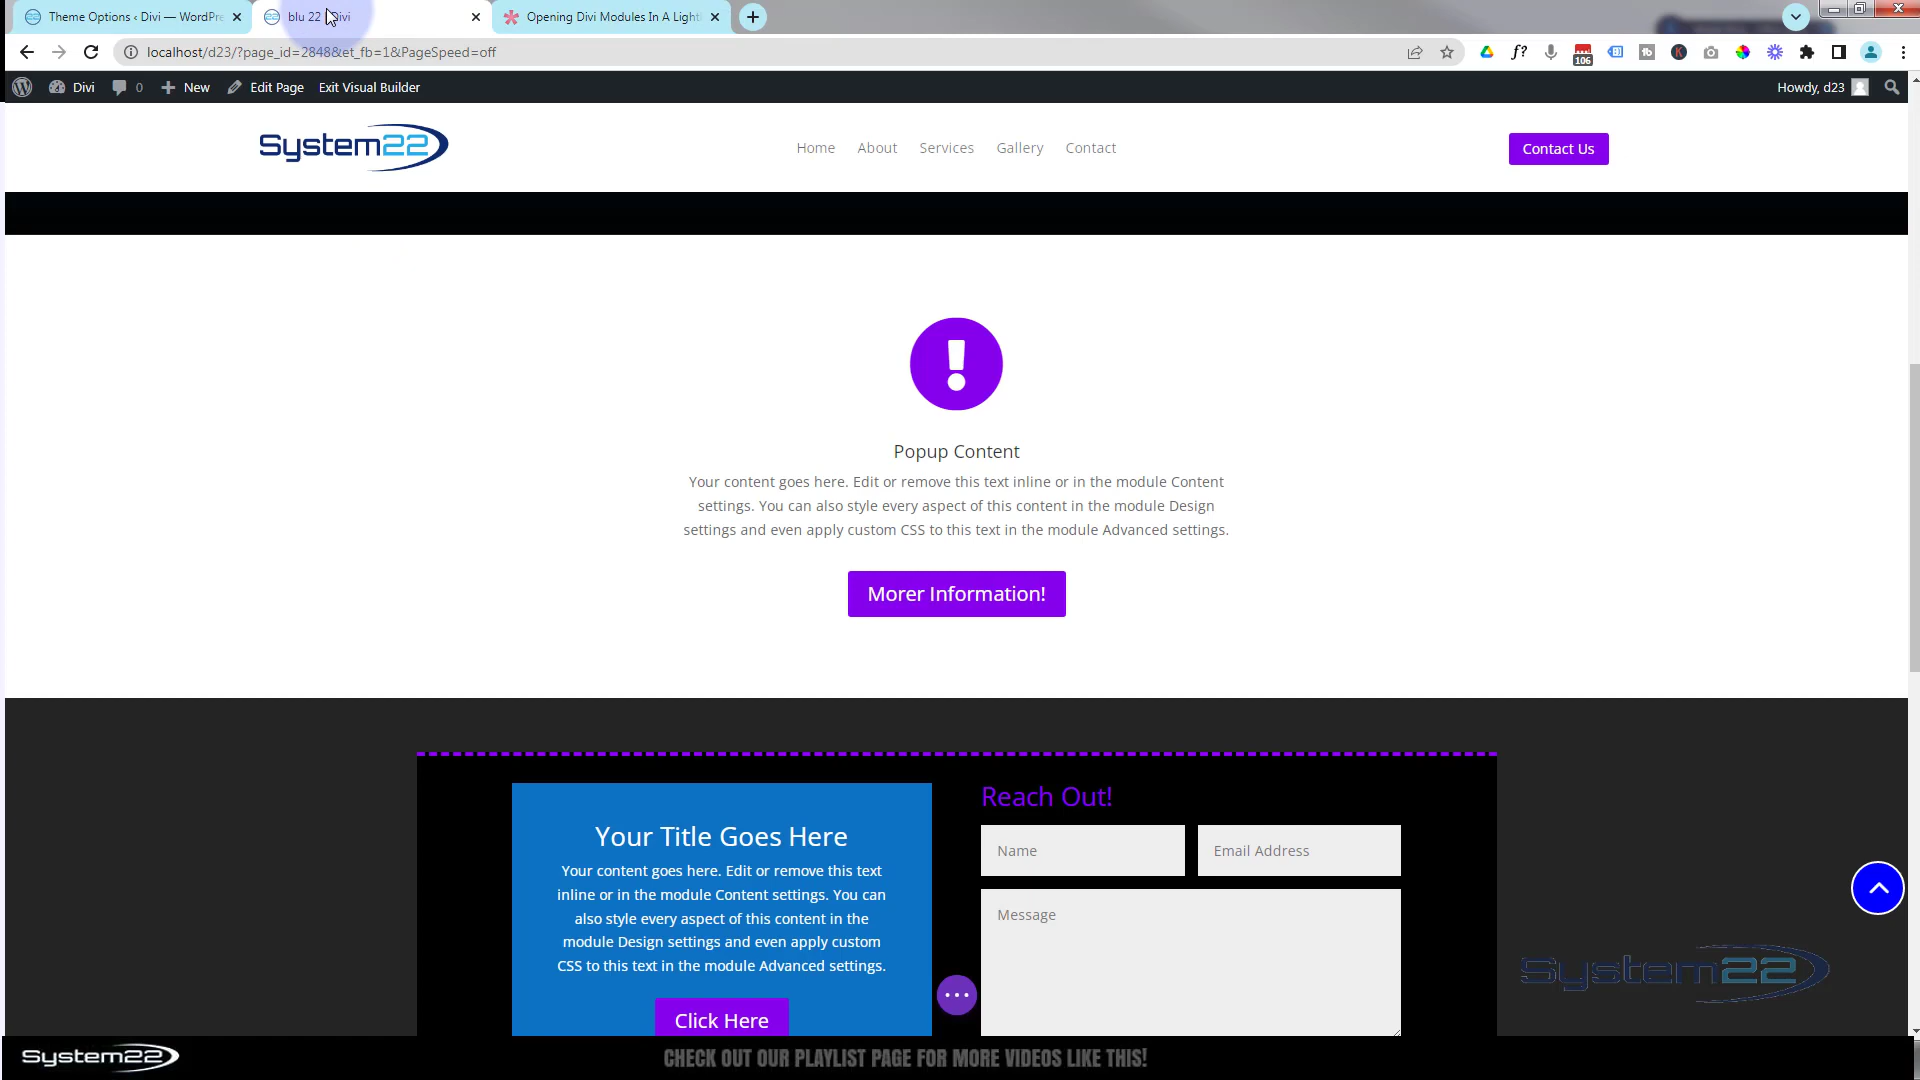 Theme Options ‹ Divi — WordPre
blu 22 Divi
Opening Divi Modules In A Light
localhost/d23/?page_id=2848&et_fb=1&PageSpeed=off
f?
106
Divi
0
New
Edit Page
Exit Visual Builder
Howdy, d23
System22
Home
About
Services
Gallery
Contact
Contact Us
Popup Content
Your content goes here. Edit or remove this text inline or in the module Content
settings. You can also style every aspect of this content in the module Design
settings and even apply custom CSS to this text in the module Advanced settings.
Morer Information!
Your Title Goes Here
Your content goes here. Edit or remove this text
inline or in the module Content settings. You can
also style every aspect of this content in the
module Design settings and even apply custom
CSS to this text in the module Advanced settings.
Click Here
Reach Out!
Name
Email Address
Message
System22
System22
CHECK OUT OUR PLAYLIST PAGE FOR MORE VIDEOS LIKE THIS!